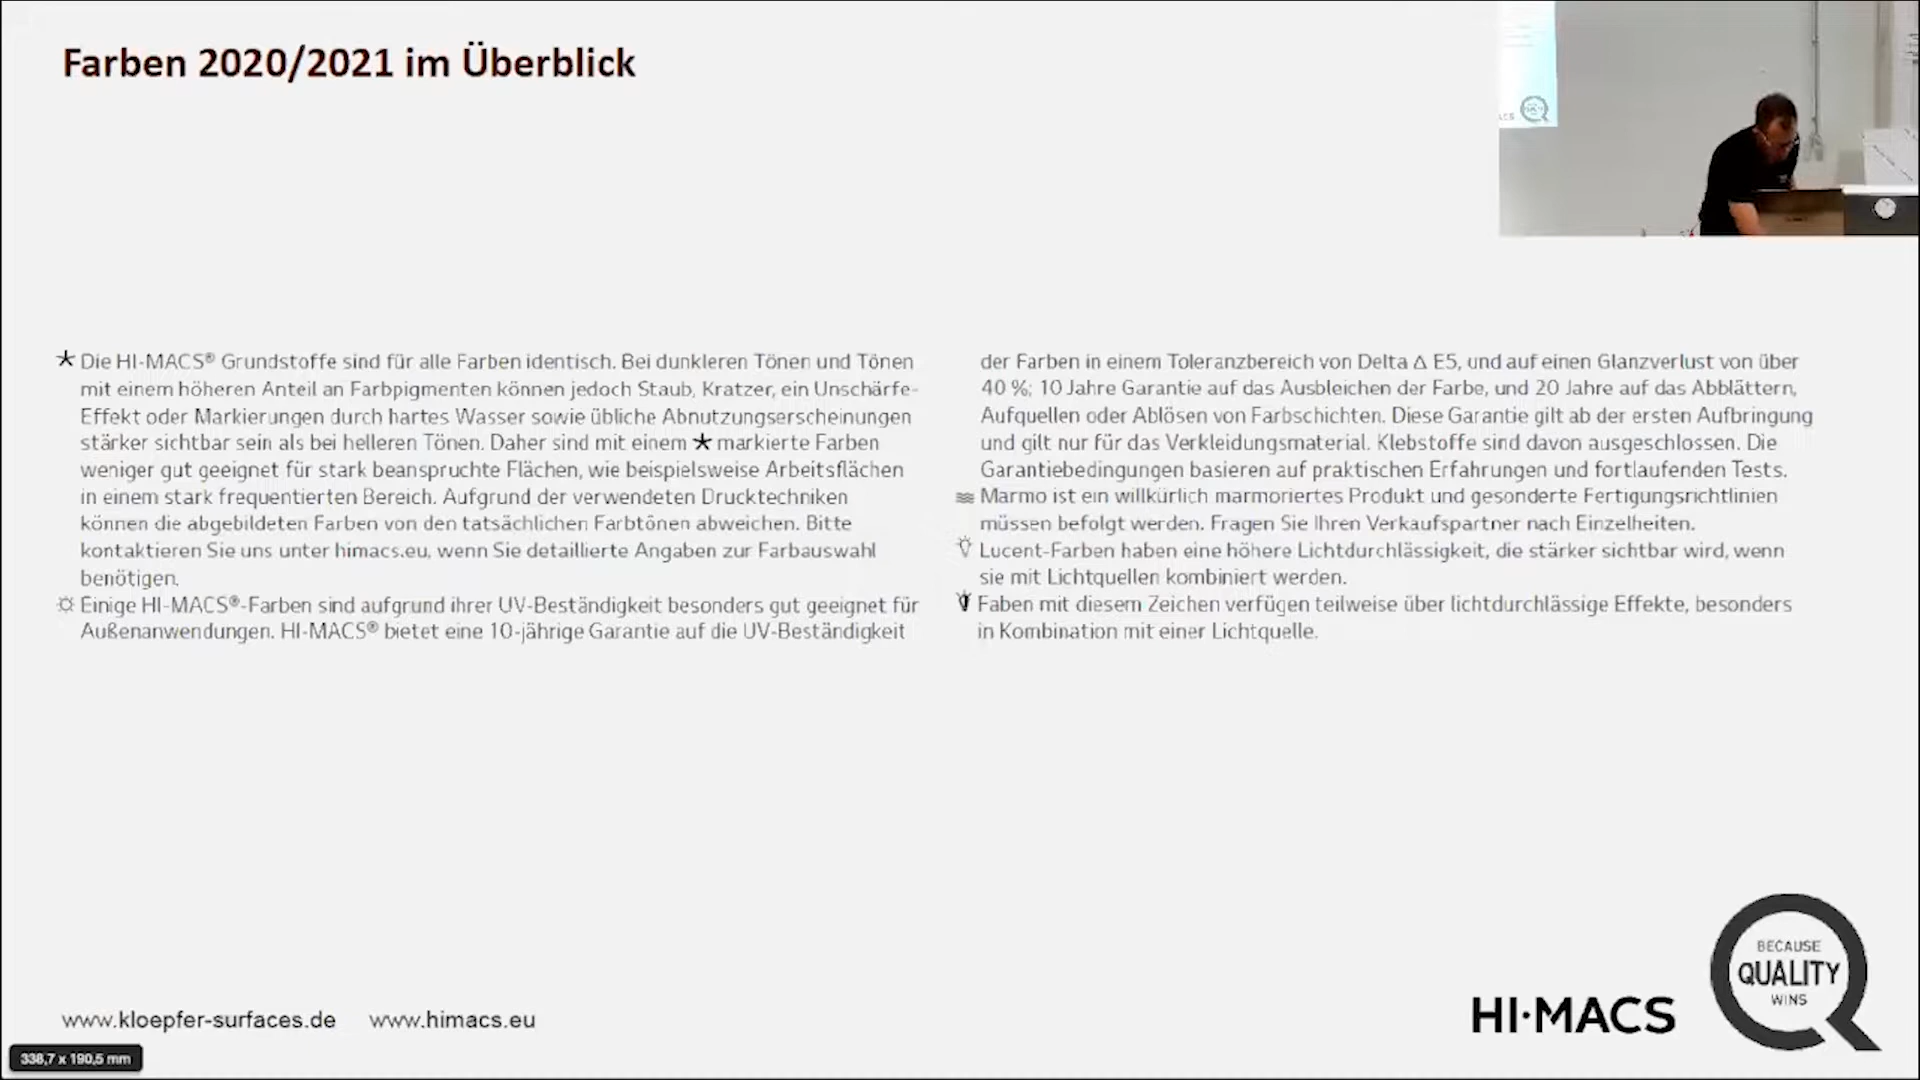 Farben 2020/2021 im Überblick
★ Die HI-MACS® Grundstoffe sind für alle Farben identisch. Bei dunkleren Tönen und Tönen
mit einem höheren Anteil an Farbpigmenten können jedoch Staub, Kratzer, ein Unschärfe-
Effekt oder Markierungen durch hartes Wasser sowie übliche Abnutzungserscheinungen
stärker sichtbar sein als bei helleren Tönen. Daher sind mit einem ★ markierte Farben
weniger gut geeignet für stark beanspruchte Flächen, wie beispielsweise Arbeitsflächen
in einem stark frequentierten Bereich. Aufgrund der verwendeten Drucktechniken
können die abgebildeten Farben von den tatsächlichen Farbtönen abweichen. Bitte
kontaktieren Sie uns unter himacs.eu, wenn Sie detaillierte Angaben zur Farbauswahl
benötigen.
Einige HI-MACS®-Farben sind aufgrund ihrer UV-Beständigkeit besonders gut geeignet für
Außenanwendungen. HI-MACS® bietet eine 10-jährige Garantie auf die UV-Beständigkeit
der Farben in einem Toleranzbereich von Delta Δ E5, und auf einen Glanzverlust von über
40 %; 10 Jahre Garantie auf das Ausbleichen der Farbe, und 20 Jahre auf das Abblättern,
Aufquellen oder Ablösen von Farbschichten. Diese Garantie gilt ab der ersten Aufbringung
und gilt nur für das Verkleidungsmaterial. Klebstoffe sind davon ausgeschlossen. Die
Garantiebedingungen basieren auf praktischen Erfahrungen und fortlaufenden Tests.
Marmo ist ein willkürlich marmoriertes Produkt und gesonderte Fertigungsrichtlinien
müssen befolgt werden. Fragen Sie Ihren Verkaufspartner nach Einzelheiten.
Lucent-Farben haben eine höhere Lichtdurchlässigkeit, die stärker sichtbar wird, wenn
sie mit Lichtquellen kombiniert werden.
Faben mit diesem Zeichen verfügen teilweise über lichtdurchlässige Effekte, besonders
in Kombination mit einer Lichtquelle.
www.kloepfer-surfaces.de www.himacs.eu
HI·MACS
BECAUSE
QUALITY
WINS
338,7 x 190,5 mm